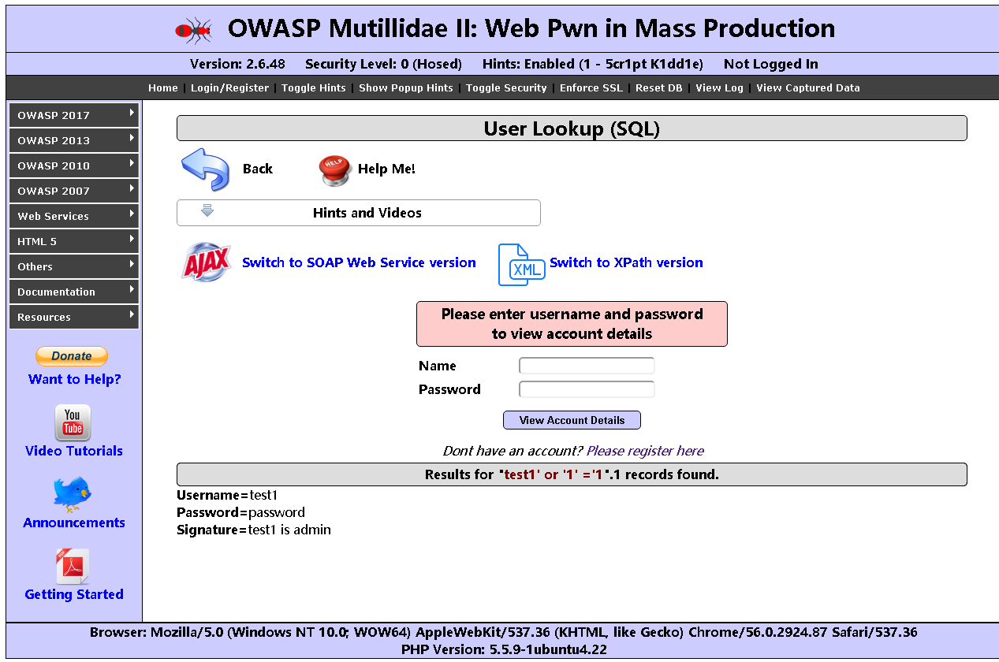 OWASP Mutillidae II: Web Pwn in Mass Production
Version: 2.6.48 Security Level: 0 (Hosed) Hints: Enabled (1 - 5cr1pt K1dd1e) Not Logged In
Home | Login/Register | Toggle Hints | Show Popup Hints | Toggle Security | Enforce SSL | Reset DB | View Log | View Captured Data
OWASP 2017
OWASP 2013
OWASP 2010
OWASP 2007
Web Services
HTML 5
Others
Documentation
Resources
Donate
Want to Help?
You
Tube
Video Tutorials
Announcements
PDF
Getting Started
User Lookup (SQL)
Back
HELP
Help Me!
Hints and Videos
AJAX
Switch to SOAP Web Service version
XML
Switch to XPath version
Please enter username and password
to view account details
Name
Password
View Account Details
Dont have an account? Please register here
Results for "test1' or '1' ='1".1 records found.
Username=test1
Password=password
Signature=test1 is admin
Browser: Mozilla/5.0 (Windows NT 10.0; WOW64) AppleWebKit/537.36 (KHTML, like Gecko) Chrome/56.0.2924.87 Safari/537.36
PHP Version: 5.5.9-1ubuntu4.22